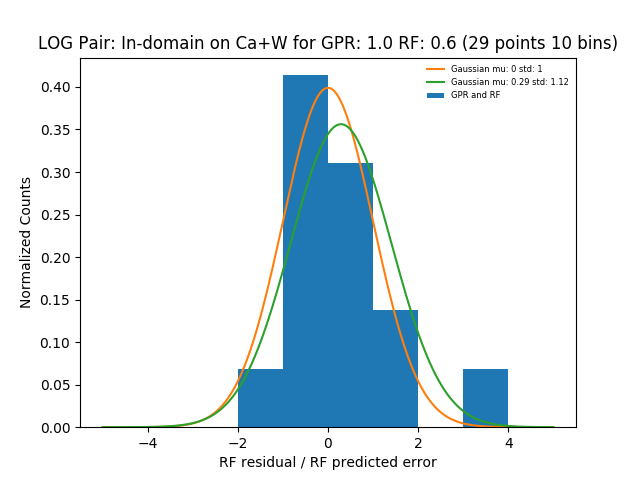 LOG Pair: In-domain on Ca+W for GPR: 1.0 RF: 0.6 (29 points 10 bins)
Gaussian mu: 0 std: 1
Gaussian mu: 0.29 std: 1.12
GPR and RF
Normalized Counts
0.40
0.35
0.30
0.25
0.20
0.15
0.10
0.05
0.00
−4 −2 0 2 4
RF residual / RF predicted error